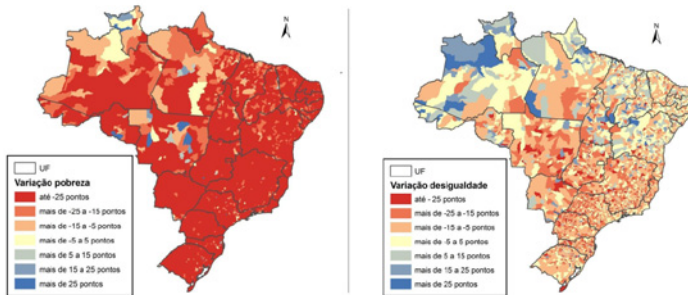 N
UF
Variação pobreza
até -25 pontos
mais de -25 a -15 pontos
mais de -15 a -5 pontos
mais de -5 a 5 pontos
mais de 5 a 15 pontos
mais de 15 a 25 pontos
mais de 25 pontos
N
UF
Variação desigualdade
até - 25 pontos
mais de -25 a -15 pontos
mais de -15 a -5 pontos
mais de -5 a 5 pontos
mais de 5 a 15 pontos
mais de 15 a 25 pontos
mais de 25 pontos